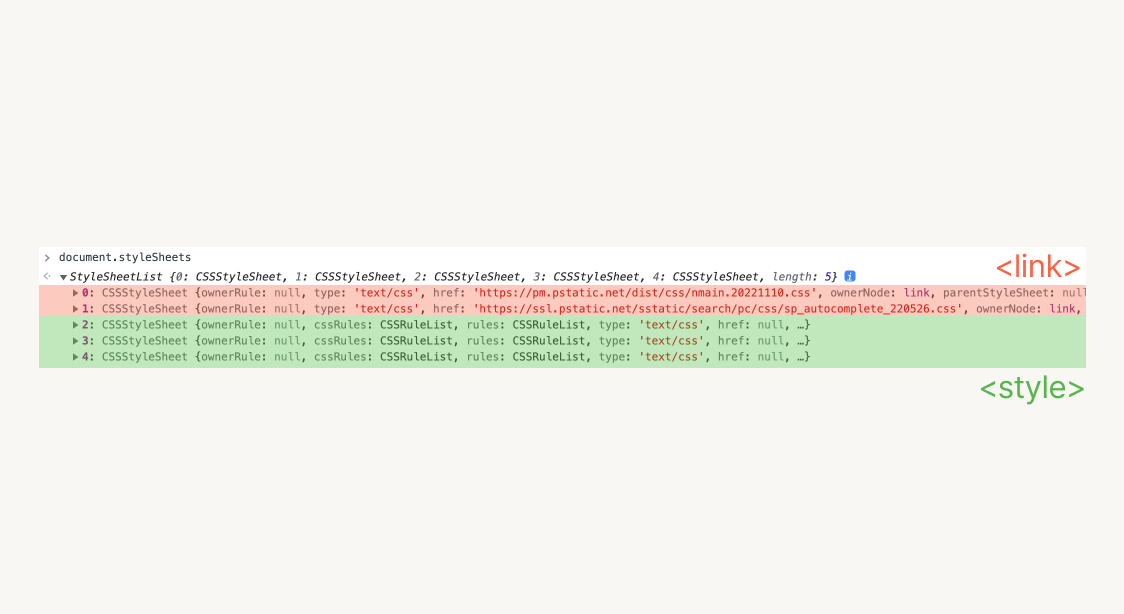 > document.styleSheets
<· ▼StyleSheetList {0: CSSStyleSheet, 1: CSSStyleSheet, 2: CSSStyleSheet, 3: CSSStyleSheet, 4: CSSStyleSheet, length: 5} i
<link>
▶0: CSSStyleSheet {ownerRule: null, type: 'text/css', href: 'https://pm.pstatic.net/dist/css/nmain.20221110.css', ownerNode: link, parentStyleSheet: null
▶1: CSSStyleSheet {ownerRule: null, type: 'text/css', href: 'https://ssl.pstatic.net/sstatic/search/pc/css/sp_autocomplete_220526.css', ownerNode: link,
▶2: CSSStyleSheet {ownerRule: null, cssRules: CSSRuleList, rules: CSSRuleList, type: 'text/css', href: null, …}
▶3: CSSStyleSheet {ownerRule: null, cssRules: CSSRuleList, rules: CSSRuleList, type: 'text/css', href: null, …}
▶4: CSSStyleSheet {ownerRule: null, cssRules: CSSRuleList, rules: CSSRuleList, type: 'text/css', href: null, …}
<style>